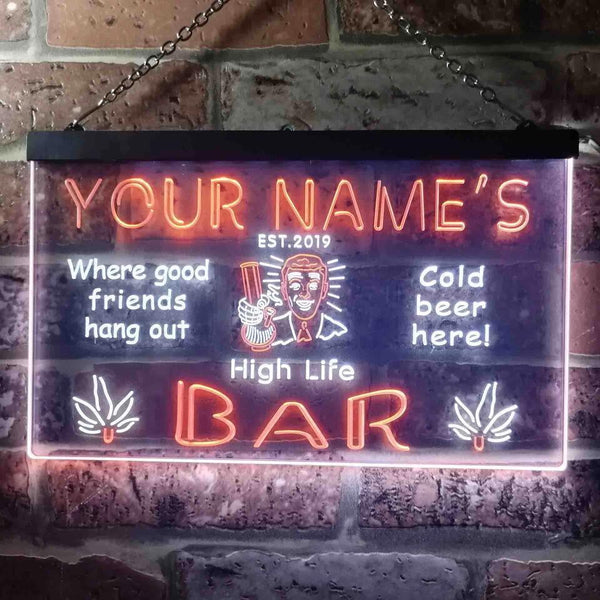 YOUR NAME'S
EST.2019
Where good
friends
hang out
Cold
beer
here!
High Life
BAR